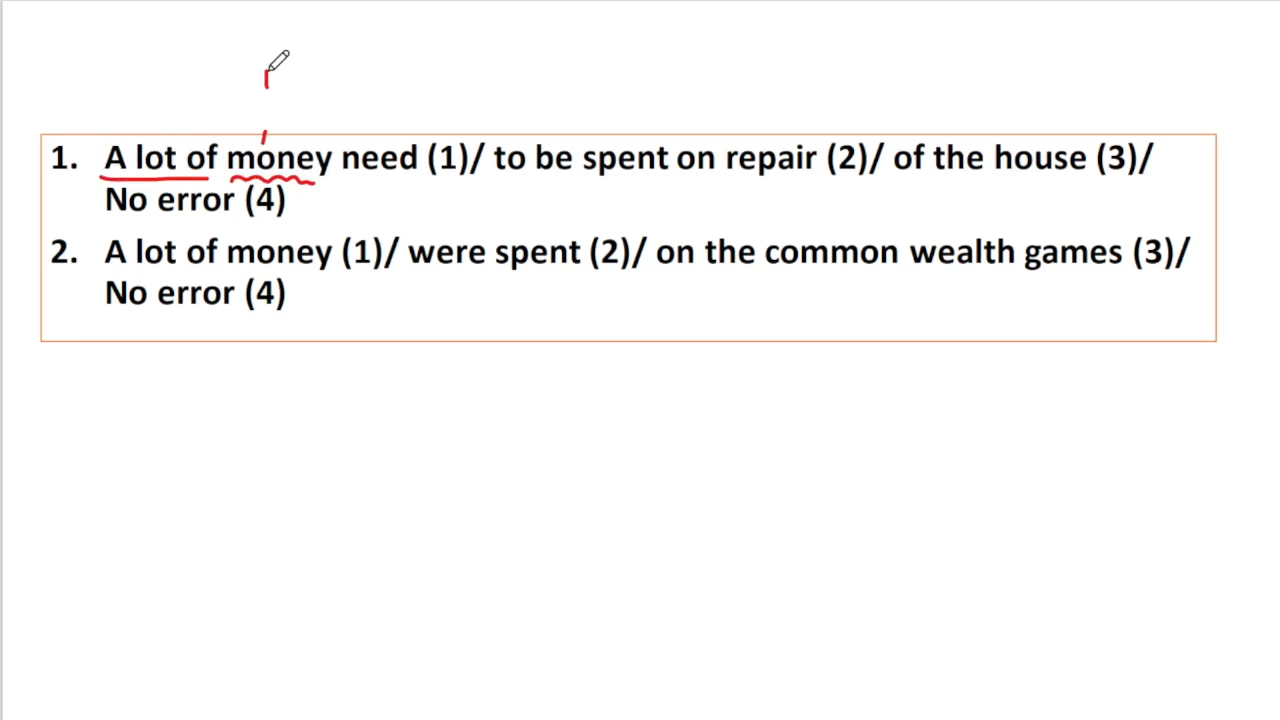 1. A lot of money need (1)/ to be spent on repair (2)/ of the house (3)/
No error (4)
2. A lot of money (1)/ were spent (2)/ on the common wealth games (3)/
No error (4)